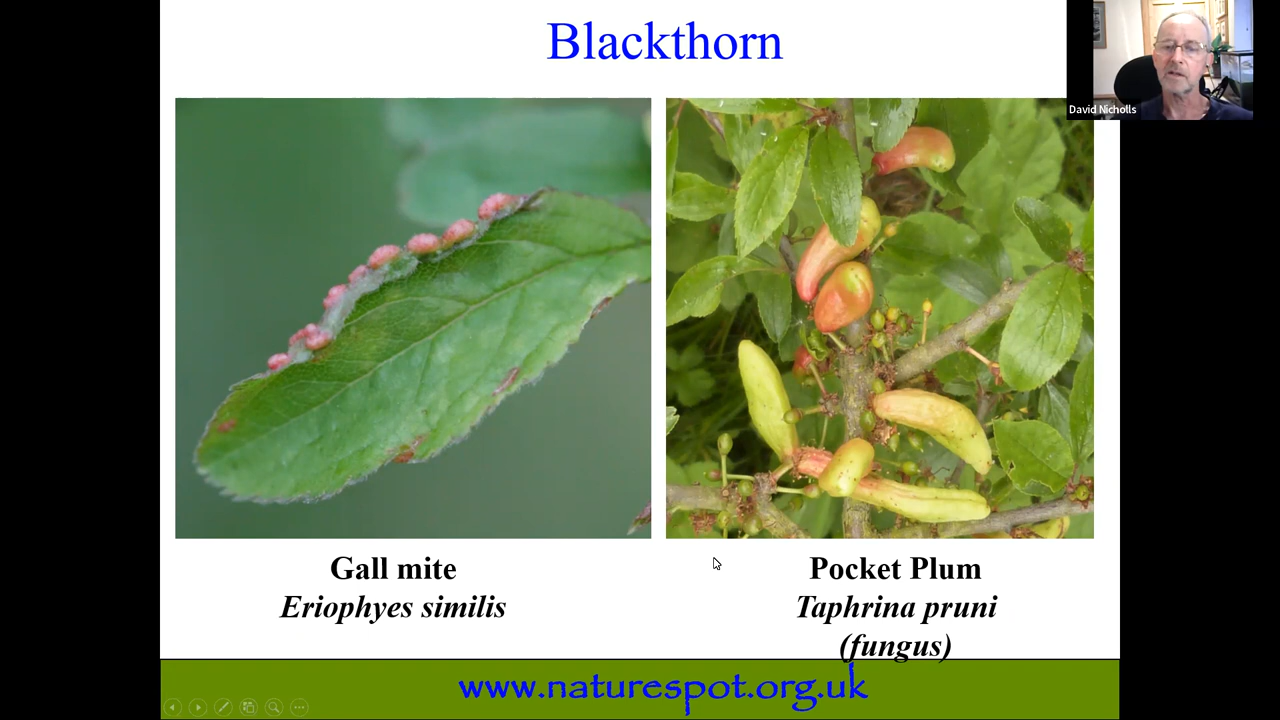 Blackthorn
David Nicholls
Gall mite
Eriophyes similis
Pocket Plum
Taphrina pruni
(fungus)
www.naturespot.org.uk